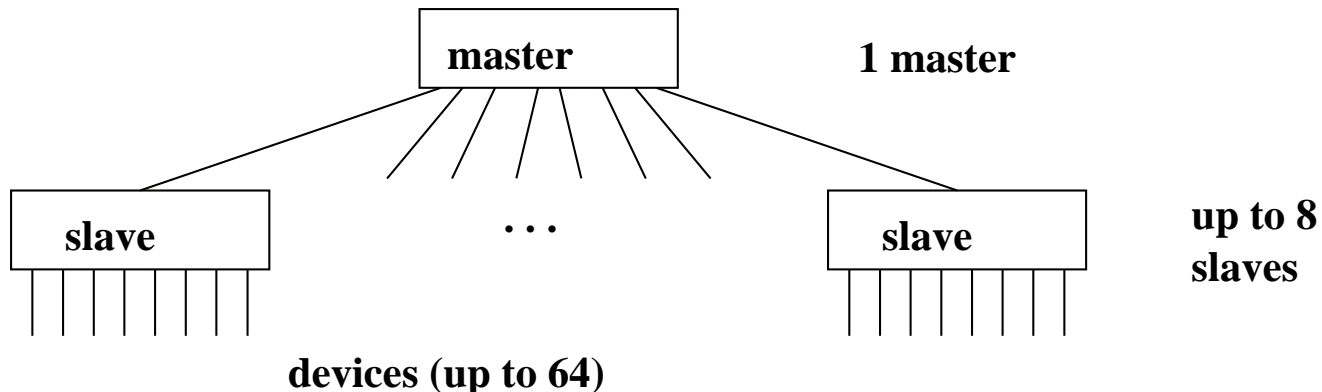 master
1 master
slave
. . .
slave
up to 8
slaves
devices (up to 64)